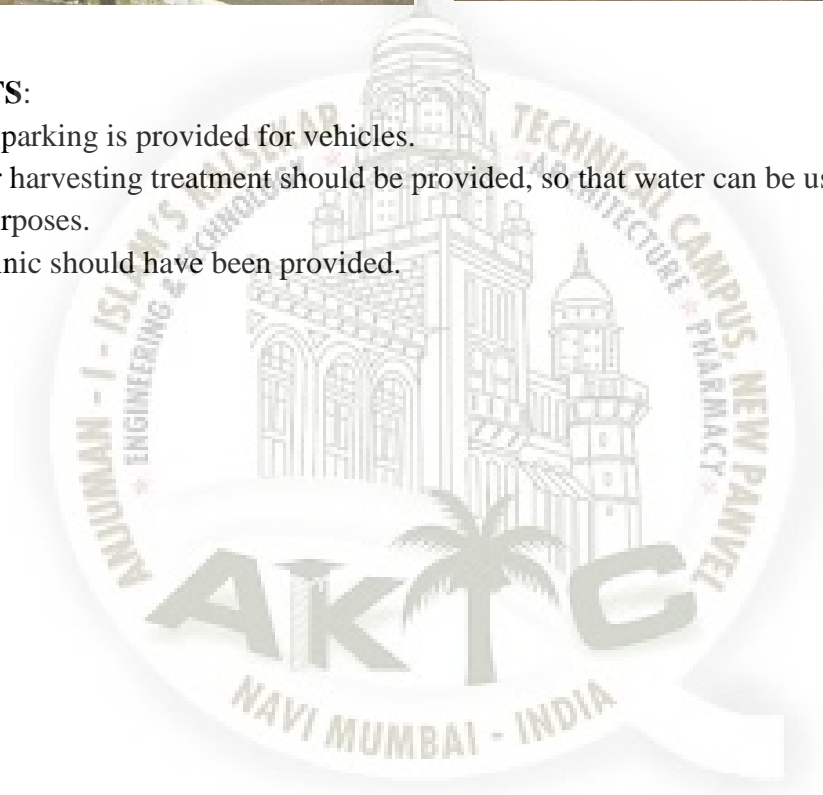 TS:
parking is provided for vehicles.
r harvesting treatment should be provided, so that water can be us
rposes.
nic should have been provided.
ANJUMAN - I - ISLAM'S KALSEKAR TECHNICAL CAMPUS, NEW PANVEL
ENGINEERING & TECHNOLOGY * ARCHITECTURE * PHARMACY *
AKTC
NAVI MUMBAI - INDIA